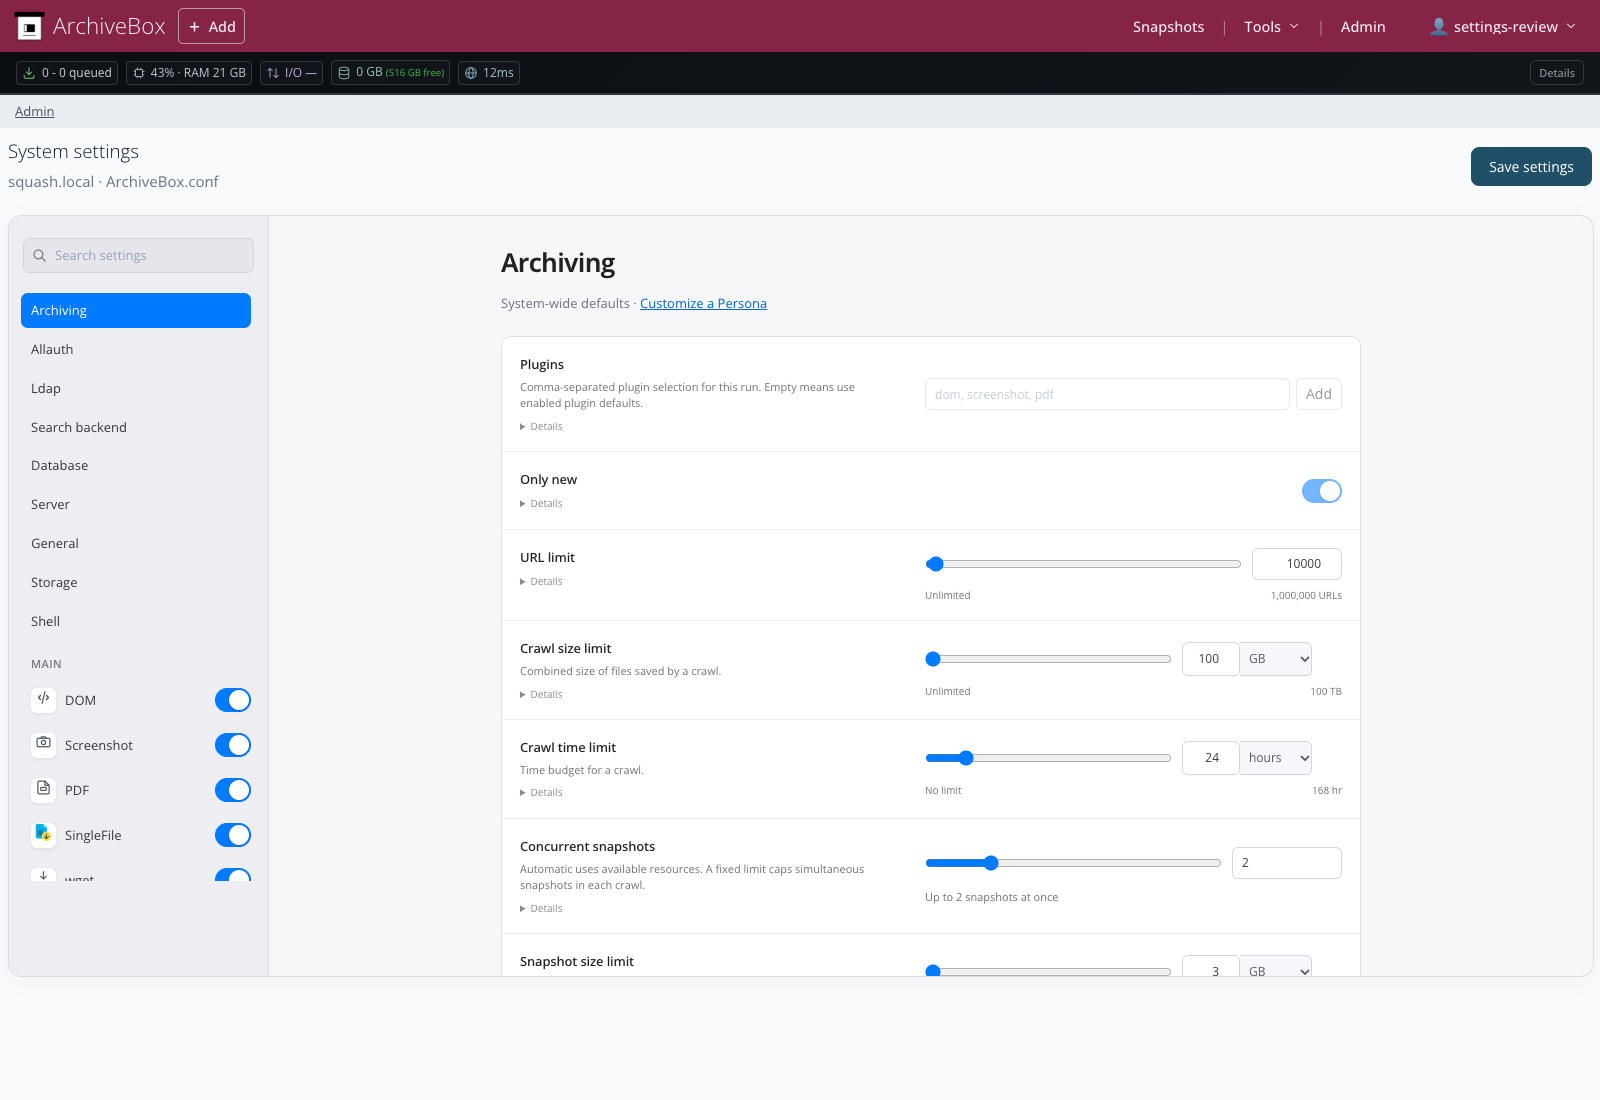 ArchiveBox
+ Add
Snapshots | Tools | Admin
settings-review
0 - 0 queued
43% · RAM 21 GB
I/O —
0 GB (516 GB free)
12ms
Details
Admin
System settings
squash.local · ArchiveBox.conf
Save settings
Search settings
Archiving
Allauth
Ldap
Search backend
Database
Server
General
Storage
Shell
MAIN
DOM
Screenshot
PDF
SingleFile
wget
Archiving
System-wide defaults · Customize a Persona
Plugins
Comma-separated plugin selection for this run. Empty means use
enabled plugin defaults.
Details
dom, screenshot, pdf
Add
Only new
Details
URL limit
Details
10000
Unlimited
1,000,000 URLs
Crawl size limit
Combined size of files saved by a crawl.
Details
100
GB
Unlimited
100 TB
Crawl time limit
Time budget for a crawl.
Details
24
hours
No limit
168 hr
Concurrent snapshots
Automatic uses available resources. A fixed limit caps simultaneous
snapshots in each crawl.
Details
2
Up to 2 snapshots at once
Snapshot size limit
3
GB